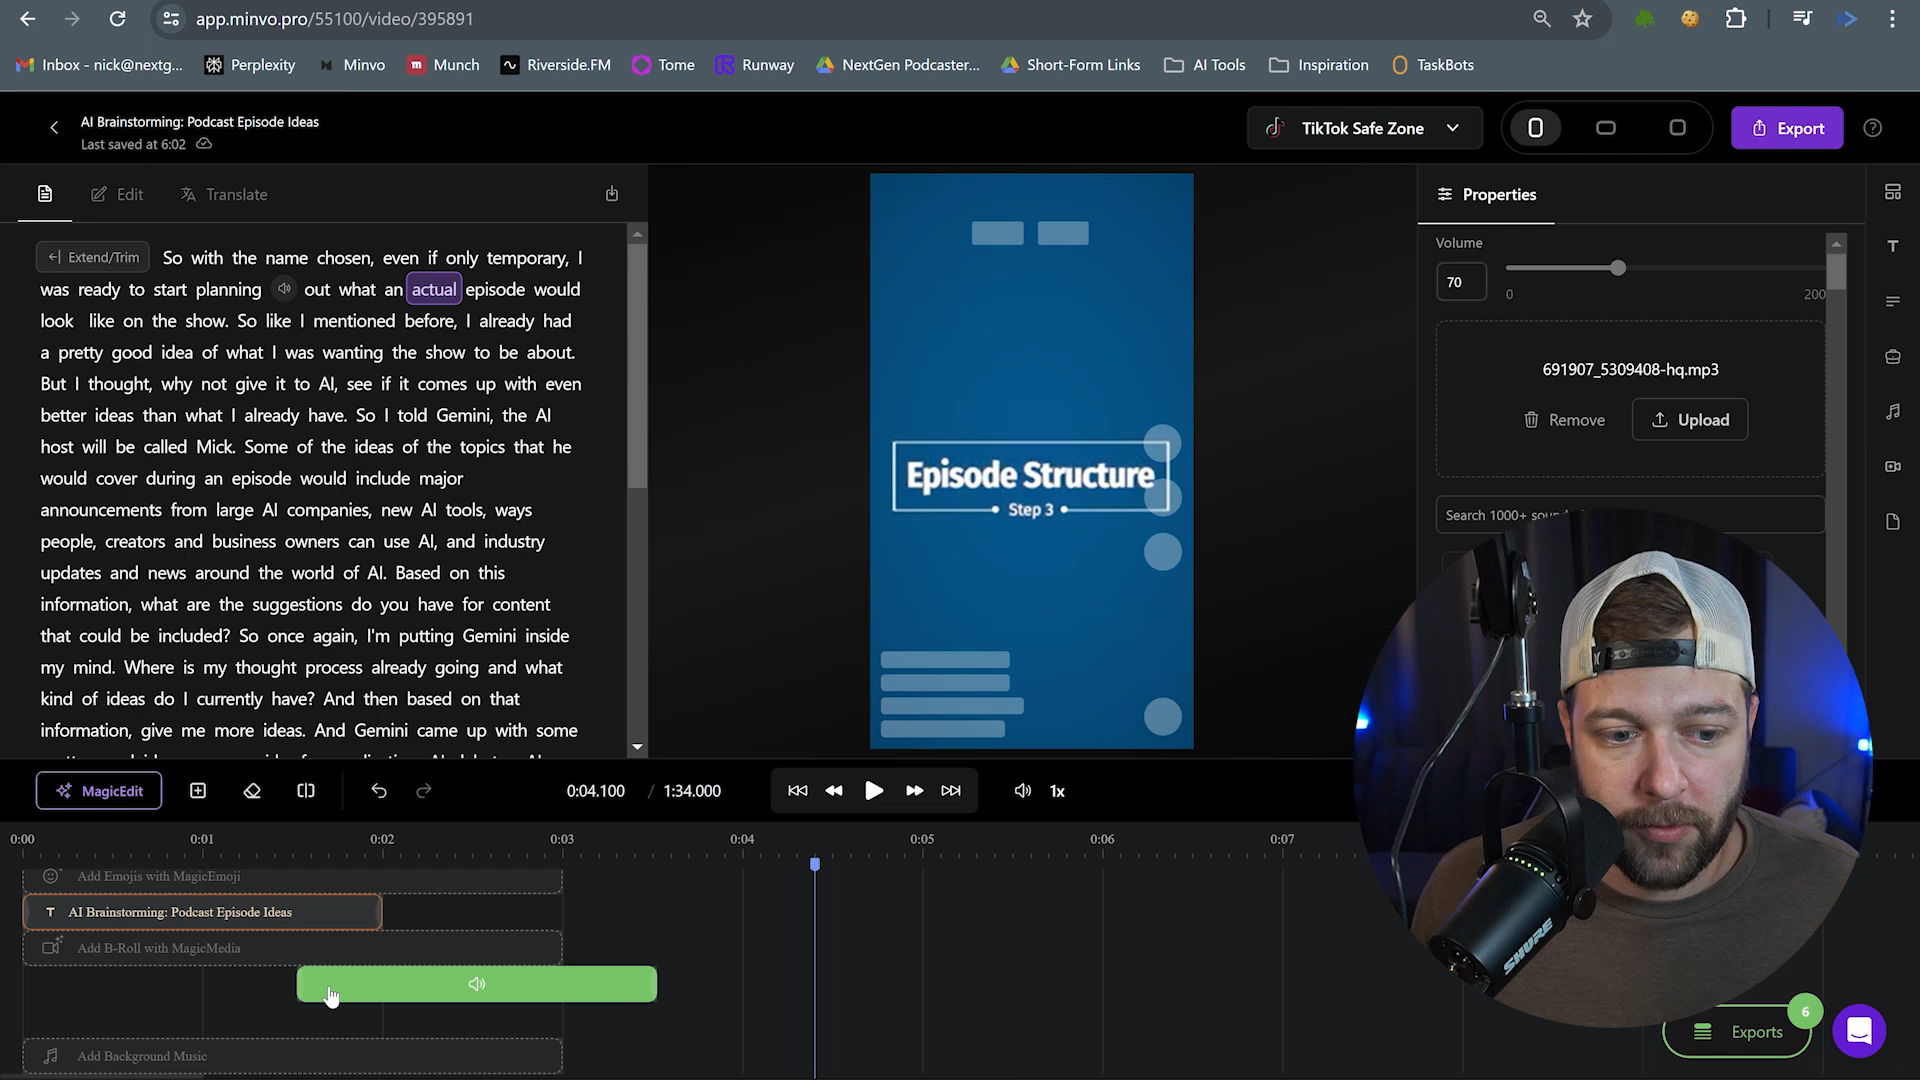 app.minvo.pro/55100/video/395891
Inbox - nick@nextg...
Perplexity
Minvo
Munch
Riverside.FM
Tome
Runway
NextGen Podcaster...
Short-Form Links
AI Tools
Inspiration
TaskBots
AI Brainstorming: Podcast Episode Ideas
Last saved at 6:02
TikTok Safe Zone
Export
Edit
Translate
Properties
Extend/Trim
So with the name chosen, even if only temporary, I
was ready to start planning out what an actual episode would
look like on the show. So like I mentioned before, I already had
a pretty good idea of what I was wanting the show to be about.
But I thought, why not give it to AI, see if it comes up with even
better ideas than what I already have. So I told Gemini, the AI
host will be called Mick. Some of the ideas of the topics that he
would cover during an episode would include major
announcements from large AI companies, new AI tools, ways
people, creators and business owners can use AI, and industry
updates and news around the world of AI. Based on this
information, what are the suggestions do you have for content
that could be included? So once again, I'm putting Gemini inside
my mind. Where is my thought process already going and what
kind of ideas do I currently have? And then based on that
information, give me more ideas. And Gemini came up with some
Episode Structure
Step 3
Volume
70
0
200
691907_5309408-hq.mp3
Remove
Upload
Search 1000+
MagicEdit
0:04.100 / 1:34.000
1x
0:00
0:01
0:02
0:03
0:04
0:05
0:06
0:07
Add Emojis with MagicEmoji
T AI Brainstorming: Podcast Episode Ideas
Add B-Roll with MagicMedia
Add Background Music
SHURE
6
Exports